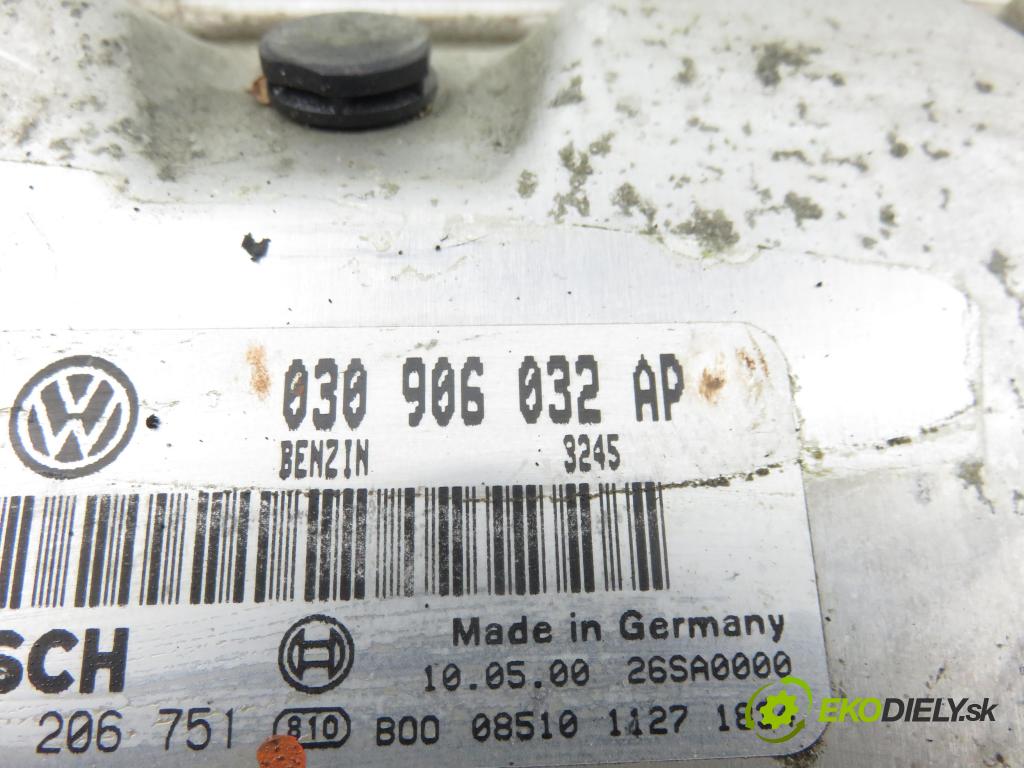 VW
030 906 032 AP
BENZIN 3245
SCH
Made in Germany
10.05.00 26SA0000
206 751 810 B00 08510 1127
EKODIELY.sk